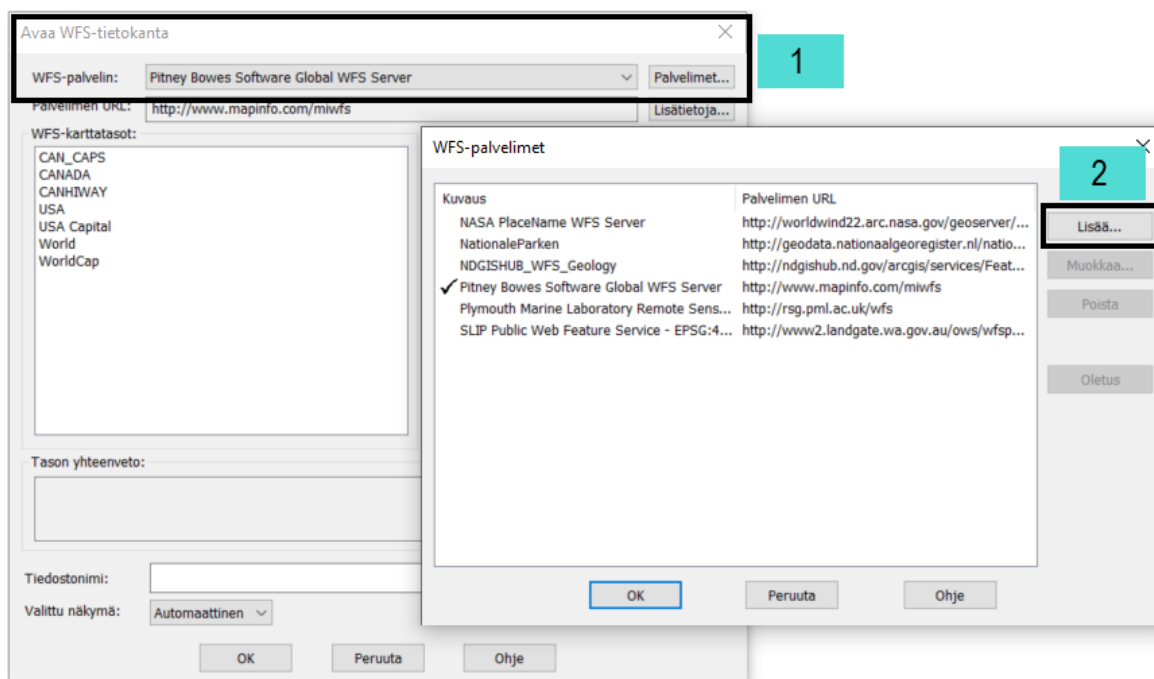 Avaa WFS-tietokanta
1
WFS-palvelin: Pitney Bowes Software Global WFS Server Palvelimet...
Palvelimen URL: http://www.mapinfo.com/miwfs Lisätietoja...
WFS-karttatasot:
CAN_CAPS
CANADA
CANHIWAY
USA
USA Capital
World
WorldCap
Tason yhteenveto:
Tiedostonimi:
Valittu näkymä: Automaattinen
OK Peruuta Ohje
WFS-palvelimet
2
Kuvaus Palvelimen URL
NASA PlaceName WFS Server http://worldwind22.arc.nasa.gov/geoserver/...
NationaleParken http://geodata.nationaalgeoregister.nl/natio...
NDGISHUB_WFS_Geology http://ndgishub.nd.gov/arcgis/services/Feat...
Pitney Bowes Software Global WFS Server http://www.mapinfo.com/miwfs
Plymouth Marine Laboratory Remote Sens... http://rsg.pml.ac.uk/wfs
SLIP Public Web Feature Service - EPSG:4... http://www2.landgate.wa.gov.au/ows/wfsp...
Lisää...
Muokkaa...
Poista
Oletus
OK Peruuta Ohje